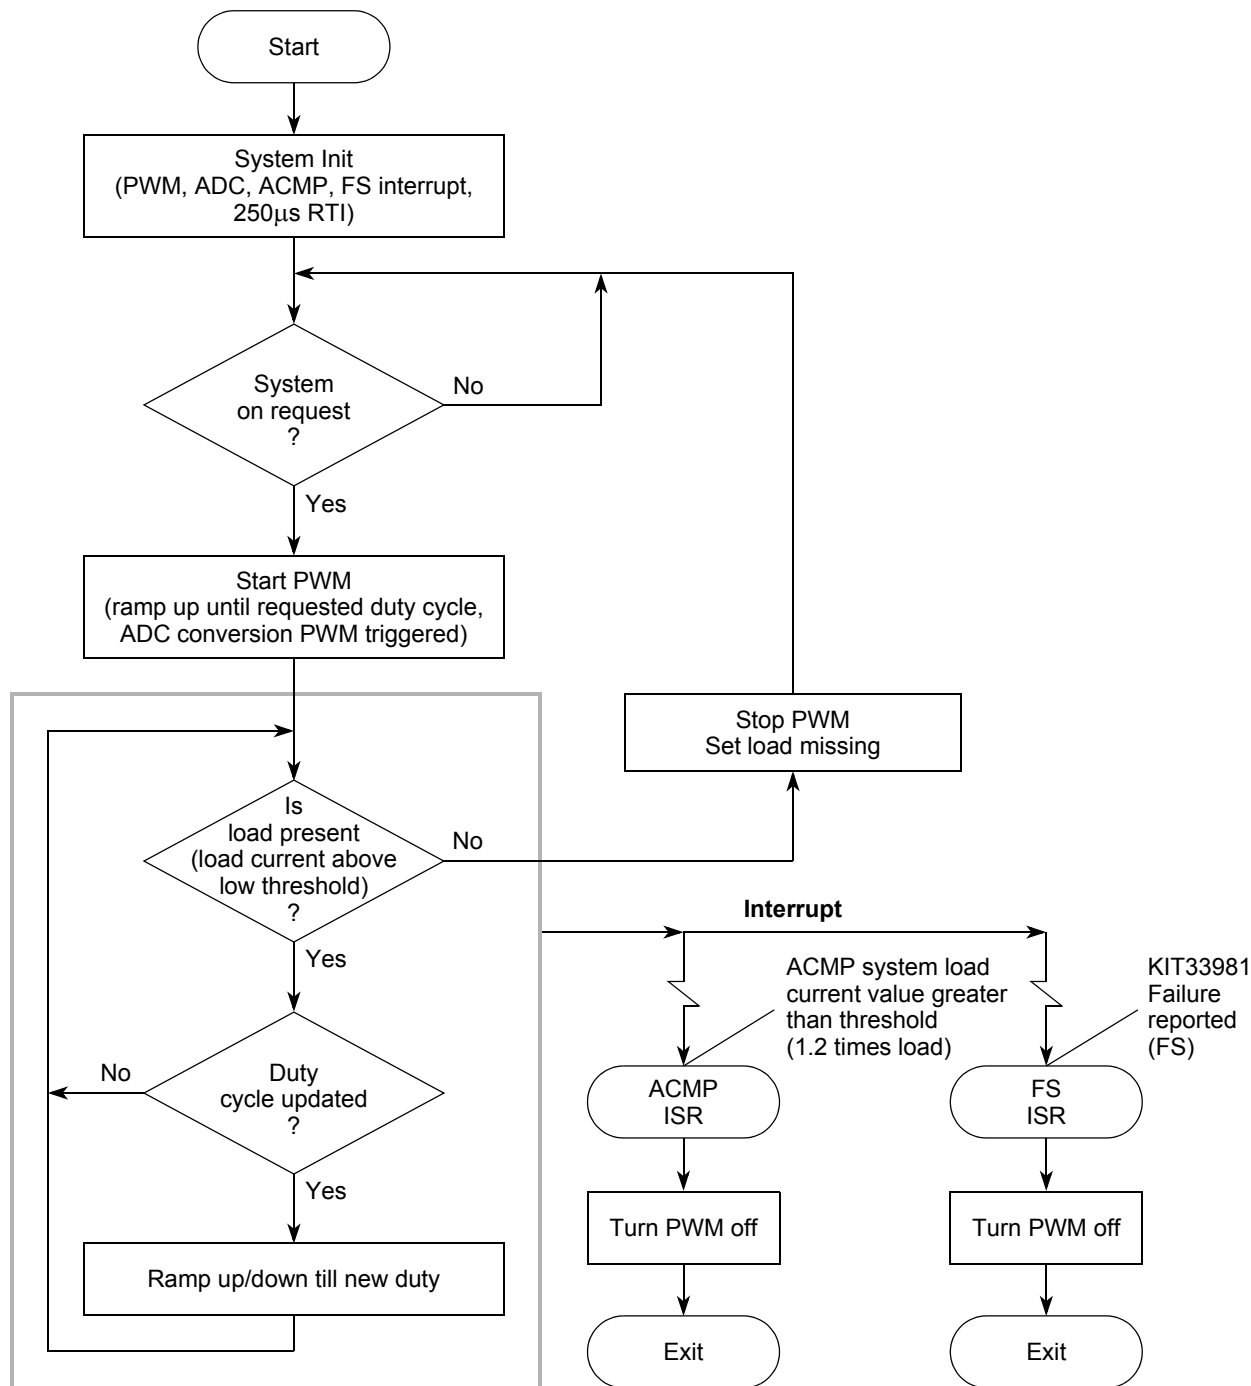 Start
System Init
(PWM, ADC, ACMP, FS interrupt,
250μs RTI)
System
on request
?
No
Yes
Start PWM
(ramp up until requested duty cycle,
ADC conversion PWM triggered)
Stop PWM
Set load missing
Is
load present
(load current above
low threshold)
?
No
Yes
Interrupt
ACMP system load
current value greater
than threshold
(1.2 times load)
KIT33981
Failure
reported
(FS)
Duty
cycle updated
?
No
Yes
ACMP
ISR
FS
ISR
Turn PWM off
Turn PWM off
Ramp up/down till new duty
Exit
Exit